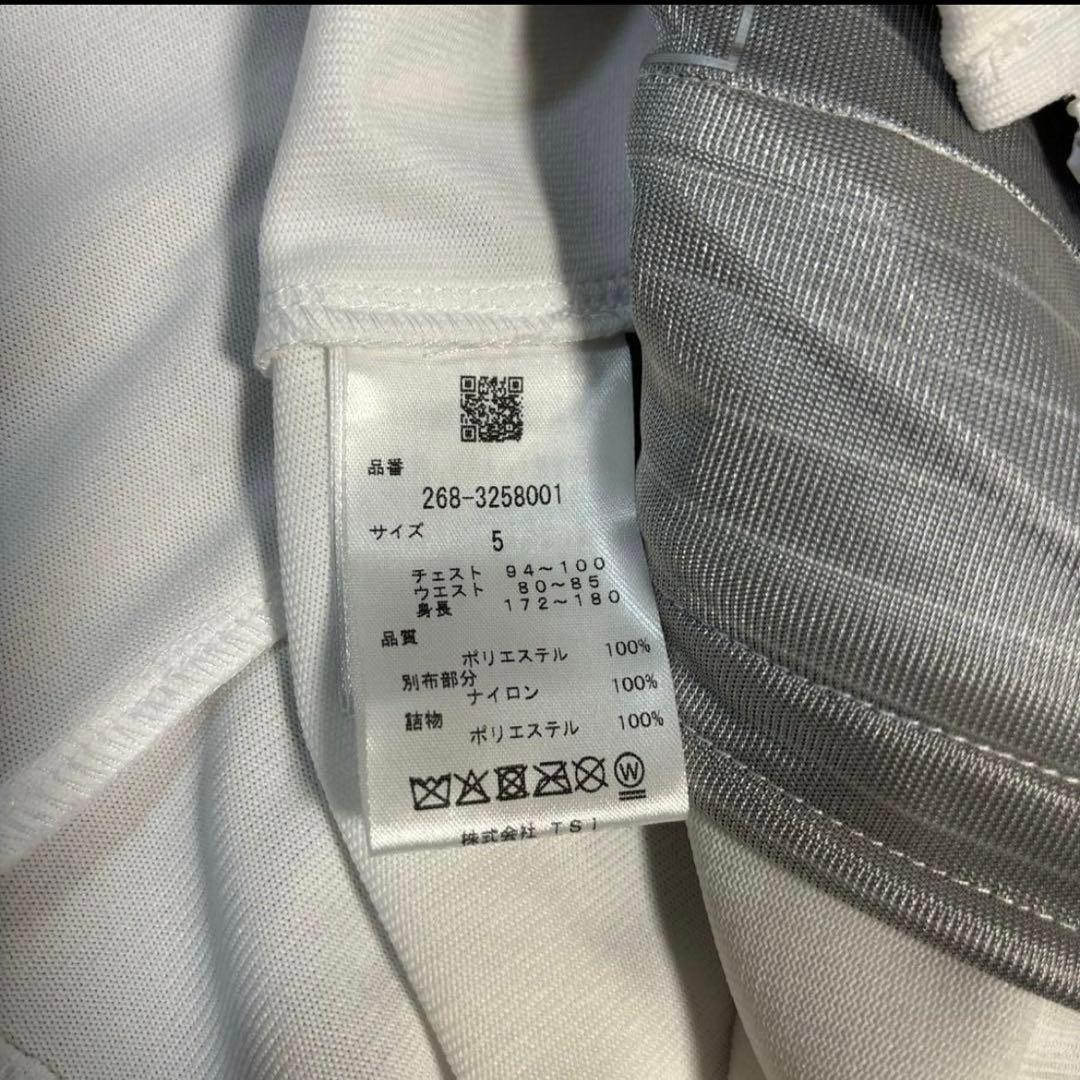 品番
268-3258001
サイズ
5
チェスト 94～100
ウエスト 80～85
身長 172～180
品質
ポリエステル 100%
別布部分
ナイロン 100%
詰物
ポリエステル 100%
W
株式会社 TSI